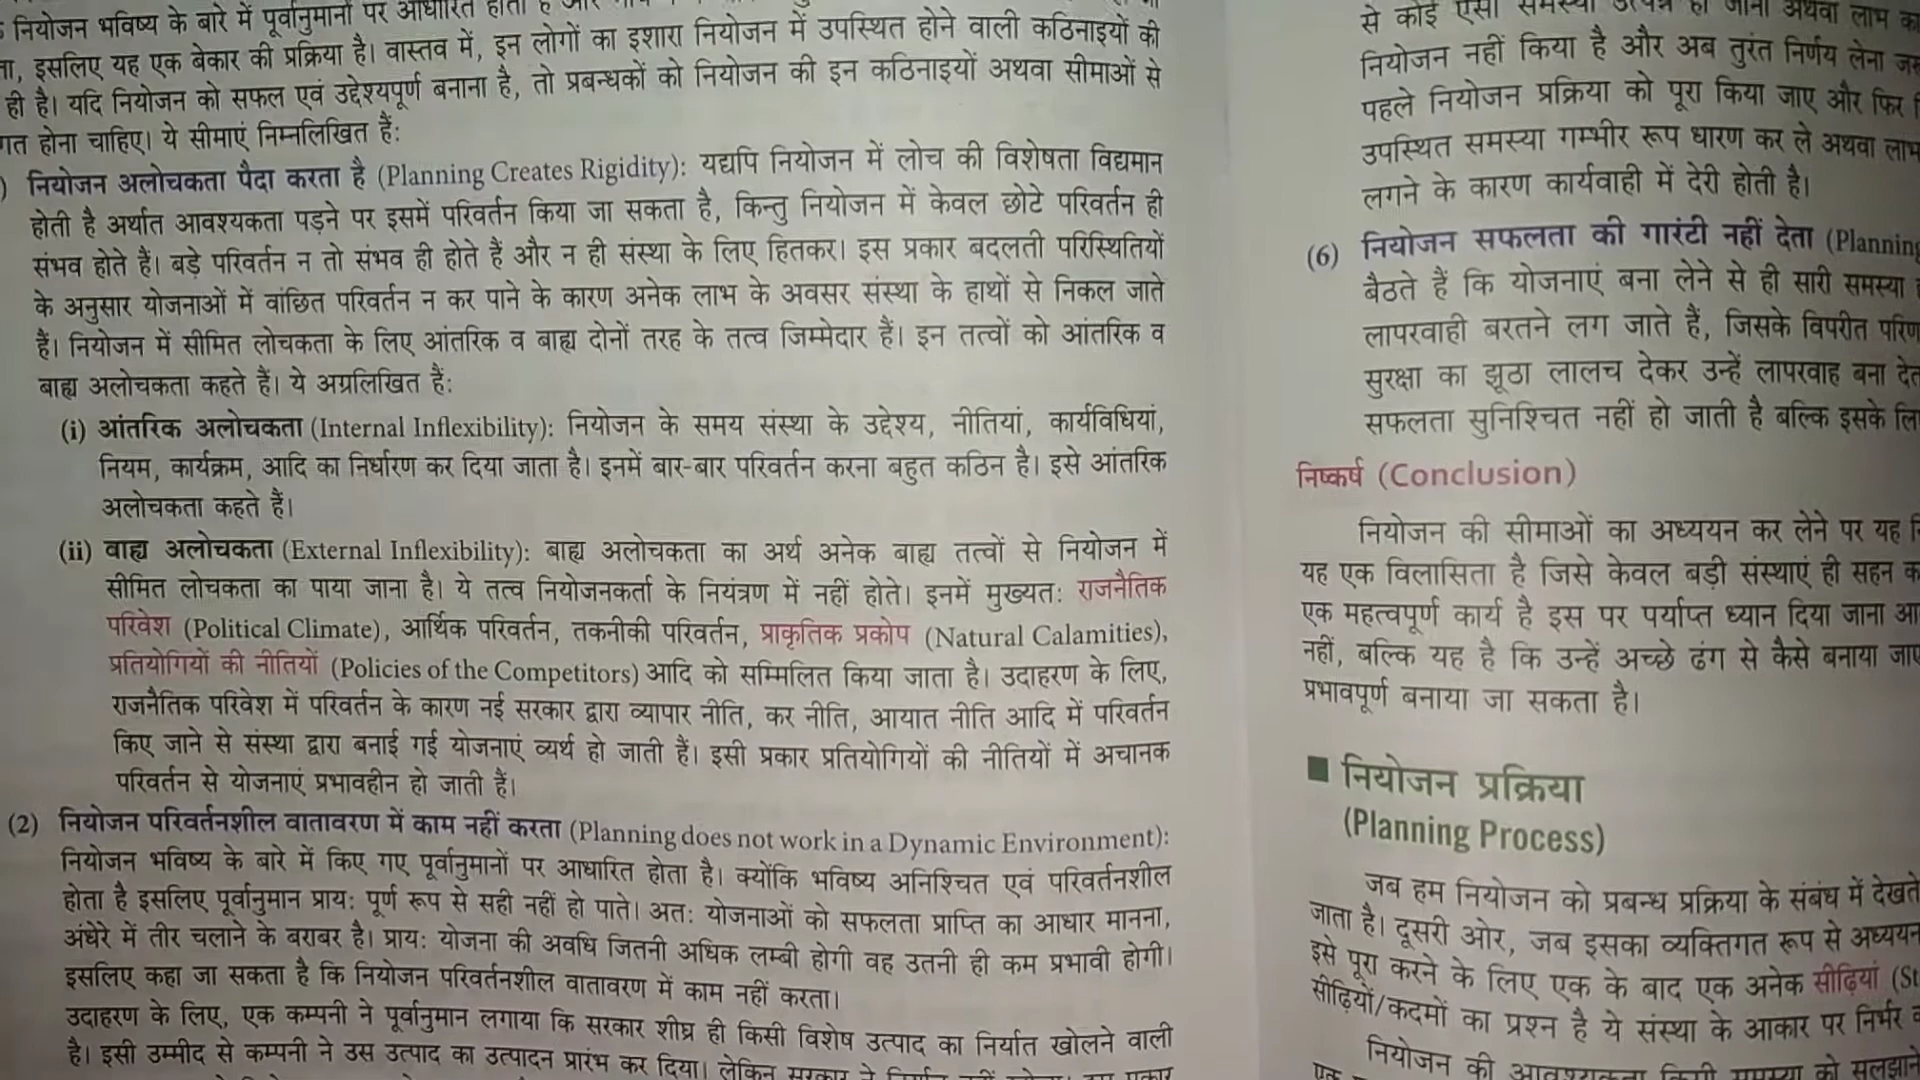 नियोजन भविष्य के बारे में पूर्वानुमानों पर आधारित होता है और
इसलिए यह एक बेकार की प्रक्रिया है। वास्तव में, इन लोगों का इशारा नियोजन में उपस्थित होने वाली कठिनाइयों की
ही है। यदि नियोजन को सफल एवं उद्देश्यपूर्ण बनाना है, तो प्रबन्धकों को नियोजन की इन कठिनाइयों अथवा सीमाओं से
गत होना चाहिए। ये सीमाएं निम्नलिखित हैं:
) नियोजन अलोचकता पैदा करता है (Planning Creates Rigidity): यद्यपि नियोजन में लोच की विशेषता विद्यमान
होती है अर्थात आवश्यकता पड़ने पर इसमें परिवर्तन किया जा सकता है, किन्तु नियोजन में केवल छोटे परिवर्तन ही
संभव होते हैं। बड़े परिवर्तन न तो संभव ही होते हैं और न ही संस्था के लिए हितकर। इस प्रकार बदलती परिस्थितियों
के अनुसार योजनाओं में वांछित परिवर्तन न कर पाने के कारण अनेक लाभ के अवसर संस्था के हाथों से निकल जाते
हैं। नियोजन में सीमित लोचकता के लिए आंतरिक व बाह्य दोनों तरह के तत्व जिम्मेदार हैं। इन तत्वों को आंतरिक व
बाह्य अलोचकता कहते हैं। ये अग्रलिखित हैं:
(i) आंतरिक अलोचकता (Internal Inflexibility): नियोजन के समय संस्था के उद्देश्य, नीतियां, कार्यविधियां,
नियम, कार्यक्रम, आदि का निर्धारण कर दिया जाता है। इनमें बार-बार परिवर्तन करना बहुत कठिन है। इसे आंतरिक
अलोचकता कहते हैं।
(ii) वाह्य अलोचकता (External Inflexibility): बाह्य अलोचकता का अर्थ अनेक बाह्य तत्वों से नियोजन में
सीमित लोचकता का पाया जाना है। ये तत्व नियोजनकर्ता के नियंत्रण में नहीं होते। इनमें मुख्यतः राजनैतिक
परिवेश (Political Climate), आर्थिक परिवर्तन, तकनीकी परिवर्तन, प्राकृतिक प्रकोप (Natural Calamities),
प्रतियोगियों की नीतियों (Policies of the Competitors) आदि को सम्मिलित किया जाता है। उदाहरण के लिए,
राजनैतिक परिवेश में परिवर्तन के कारण नई सरकार द्वारा व्यापार नीति, कर नीति, आयात नीति आदि में परिवर्तन
किए जाने से संस्था द्वारा बनाई गई योजनाएं व्यर्थ हो जाती हैं। इसी प्रकार प्रतियोगियों की नीतियों में अचानक
परिवर्तन से योजनाएं प्रभावहीन हो जाती हैं।
(2) नियोजन परिवर्तनशील वातावरण में काम नहीं करता (Planning does not work in a Dynamic Environment):
नियोजन भविष्य के बारे में किए गए पूर्वानुमानों पर आधारित होता है। क्योंकि भविष्य अनिश्चित एवं परिवर्तनशील
होता है इसलिए पूर्वानुमान प्रायः पूर्ण रूप से सही नहीं हो पाते। अतः योजनाओं को सफलता प्राप्ति का आधार मानना,
अंधेरे में तीर चलाने के बराबर है। प्रायः योजना की अवधि जितनी अधिक लम्बी होगी वह उतनी ही कम प्रभावी होगी।
इसलिए कहा जा सकता है कि नियोजन परिवर्तनशील वातावरण में काम नहीं करता।
उदाहरण के लिए, एक कम्पनी ने पूर्वानुमान लगाया कि सरकार शीघ्र ही किसी विशेष उत्पाद का निर्यात खोलने वाली
है। इसी उम्मीद से कम्पनी ने उस उत्पाद का उत्पादन प्रारंभ कर दिया। लेकिन सरकार ने
से कोई ऐसी समस्या उत्पन्न हो जाना अथवा लाभ
नियोजन नहीं किया है और अब तुरंत निर्णय लेना
पहले नियोजन प्रक्रिया को पूरा किया जाए और फिर
उपस्थित समस्या गम्भीर रूप धारण कर ले अथवा लाभ
लगने के कारण कार्यवाही में देरी होती है।
(6) नियोजन सफलता की गारंटी नहीं देता (Planning
बैठते हैं कि योजनाएं बना लेने से ही सारी समस्या
लापरवाही बरतने लग जाते हैं, जिसके विपरीत
सुरक्षा का झूठा लालच देकर उन्हें लापरवाह बना
सफलता सुनिश्चित नहीं हो जाती है बल्कि इसके
निष्कर्ष (Conclusion)
नियोजन की सीमाओं का अध्ययन कर लेने पर यह
यह एक विलासिता है जिसे केवल बड़ी संस्थाएं ही सहन
एक महत्वपूर्ण कार्य है इस पर पर्याप्त ध्यान दिया जाना
नहीं, बल्कि यह है कि उन्हें अच्छे ढंग से कैसे बनाया जाए
प्रभावपूर्ण बनाया जा सकता है।
■ नियोजन प्रक्रिया
(Planning Process)
जब हम नियोजन को प्रबन्ध प्रक्रिया के संबंध में देखते
जाता है। दूसरी ओर, जब इसका व्यक्तिगत रूप से अध्ययन
इसे पूरा करने के लिए एक के बाद एक अनेक सीढ़ियां (St
सीढ़ियों/कदमों का प्रश्न है ये संस्था के आकार पर निर्भर
नियोजन की आवश्यकता किसी समस्या को सुलझाने